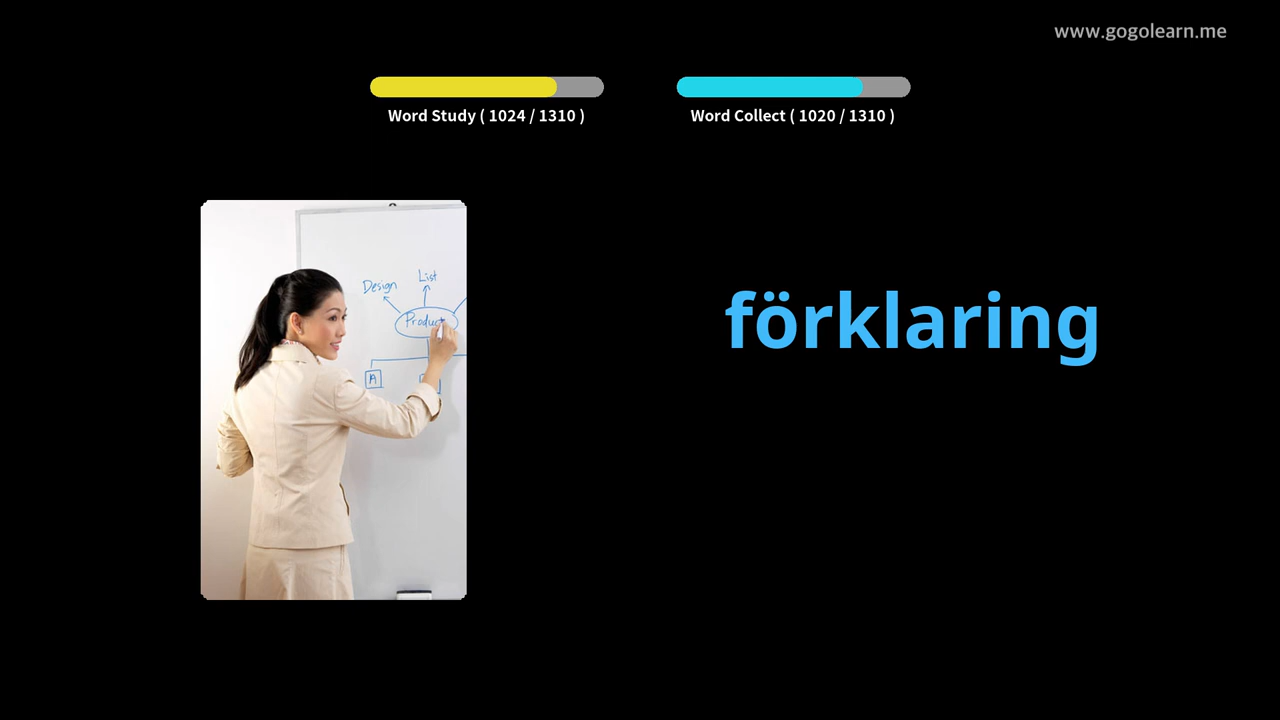 www.gogolearn.me
Word Study ( 1024 / 1310 )
Word Collect ( 1020 / 1310 )
Design
List
Product
A
förklaring